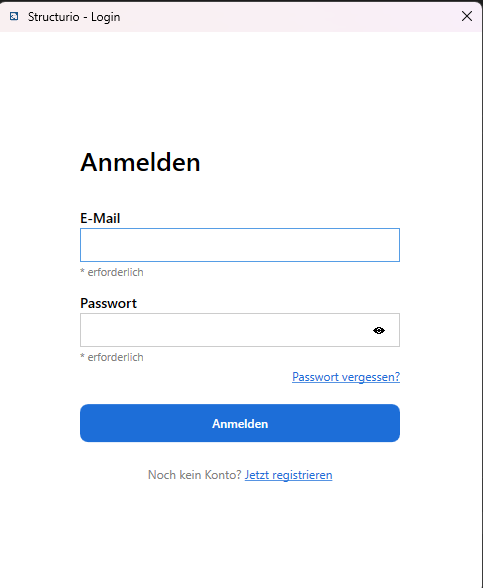 Structurio - Login
Anmelden
E-Mail
* erforderlich
Passwort
* erforderlich
Passwort vergessen?
Anmelden
Noch kein Konto? Jetzt registrieren